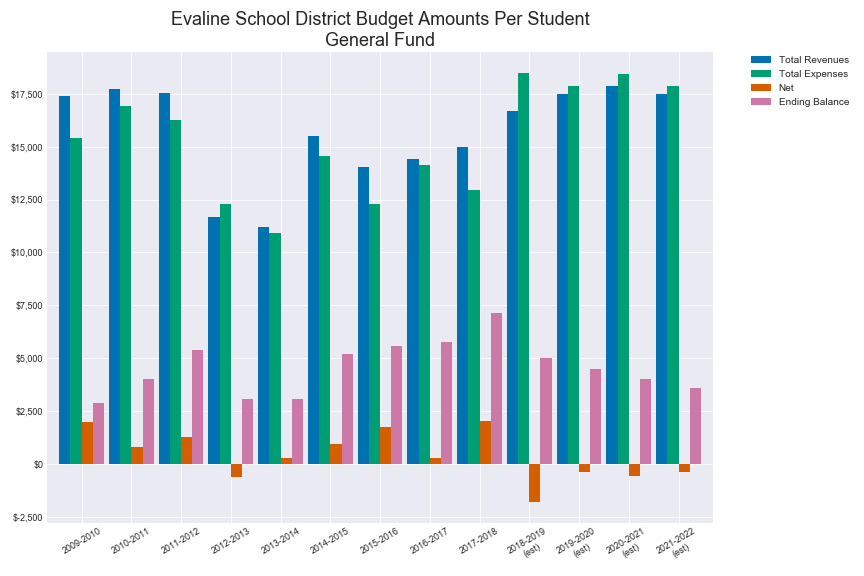 Evaline School District Budget Amounts Per Student
General Fund
Total Revenues
Total Expenses
Net
Ending Balance
$17,500
$15,000
$12,500
$10,000
$7,500
$5,000
$2,500
$0
$-2,500
2009-2010
2010-2011
2011-2012
2012-2013
2013-2014
2014-2015
2015-2016
2016-2017
2017-2018
2018-2019
(est)
2019-2020
(est)
2020-2021
(est)
2021-2022
(est)